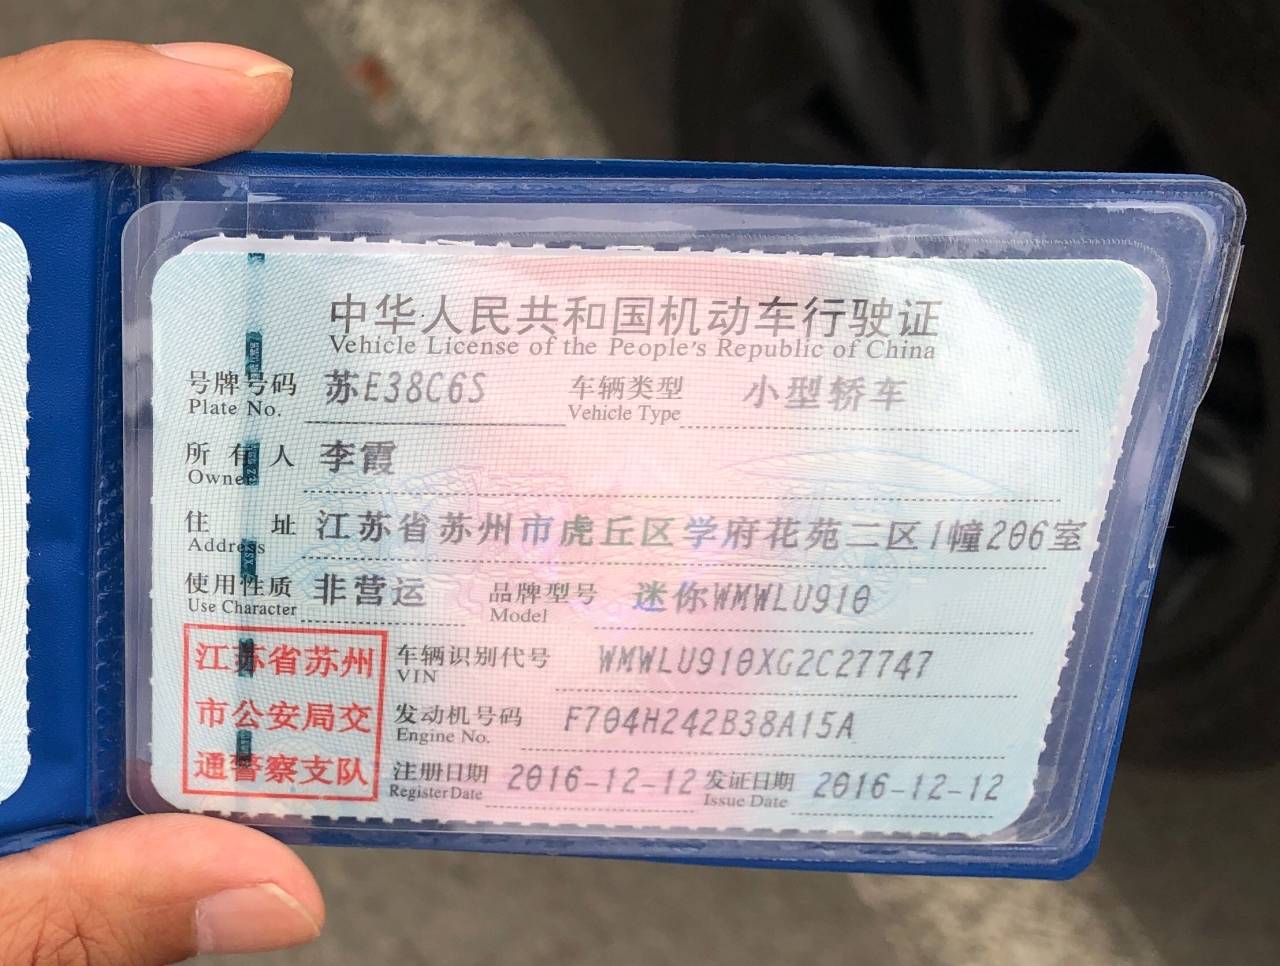 中华人民共和国机动车行驶证
Vehicle License of the People's Republic of China
号牌号码 苏E38C6S 车辆类型 小型轿车
Plate No. Vehicle Type
所有人 李霞
Owner
住址 江苏省苏州市虎丘区学府花苑二区1幢206室
Address
使用性质 非营运 品牌型号 迷你WMWLU910
Use Character Model
江苏省苏州
市公安局交
通警察支队
车辆识别代号 WMWLU910XG2C27747
VIN
发动机号码 F704H242B38A15A
Engine No.
注册日期 2016-12-12 发证日期 2016-12-12
Register Date Issue Date